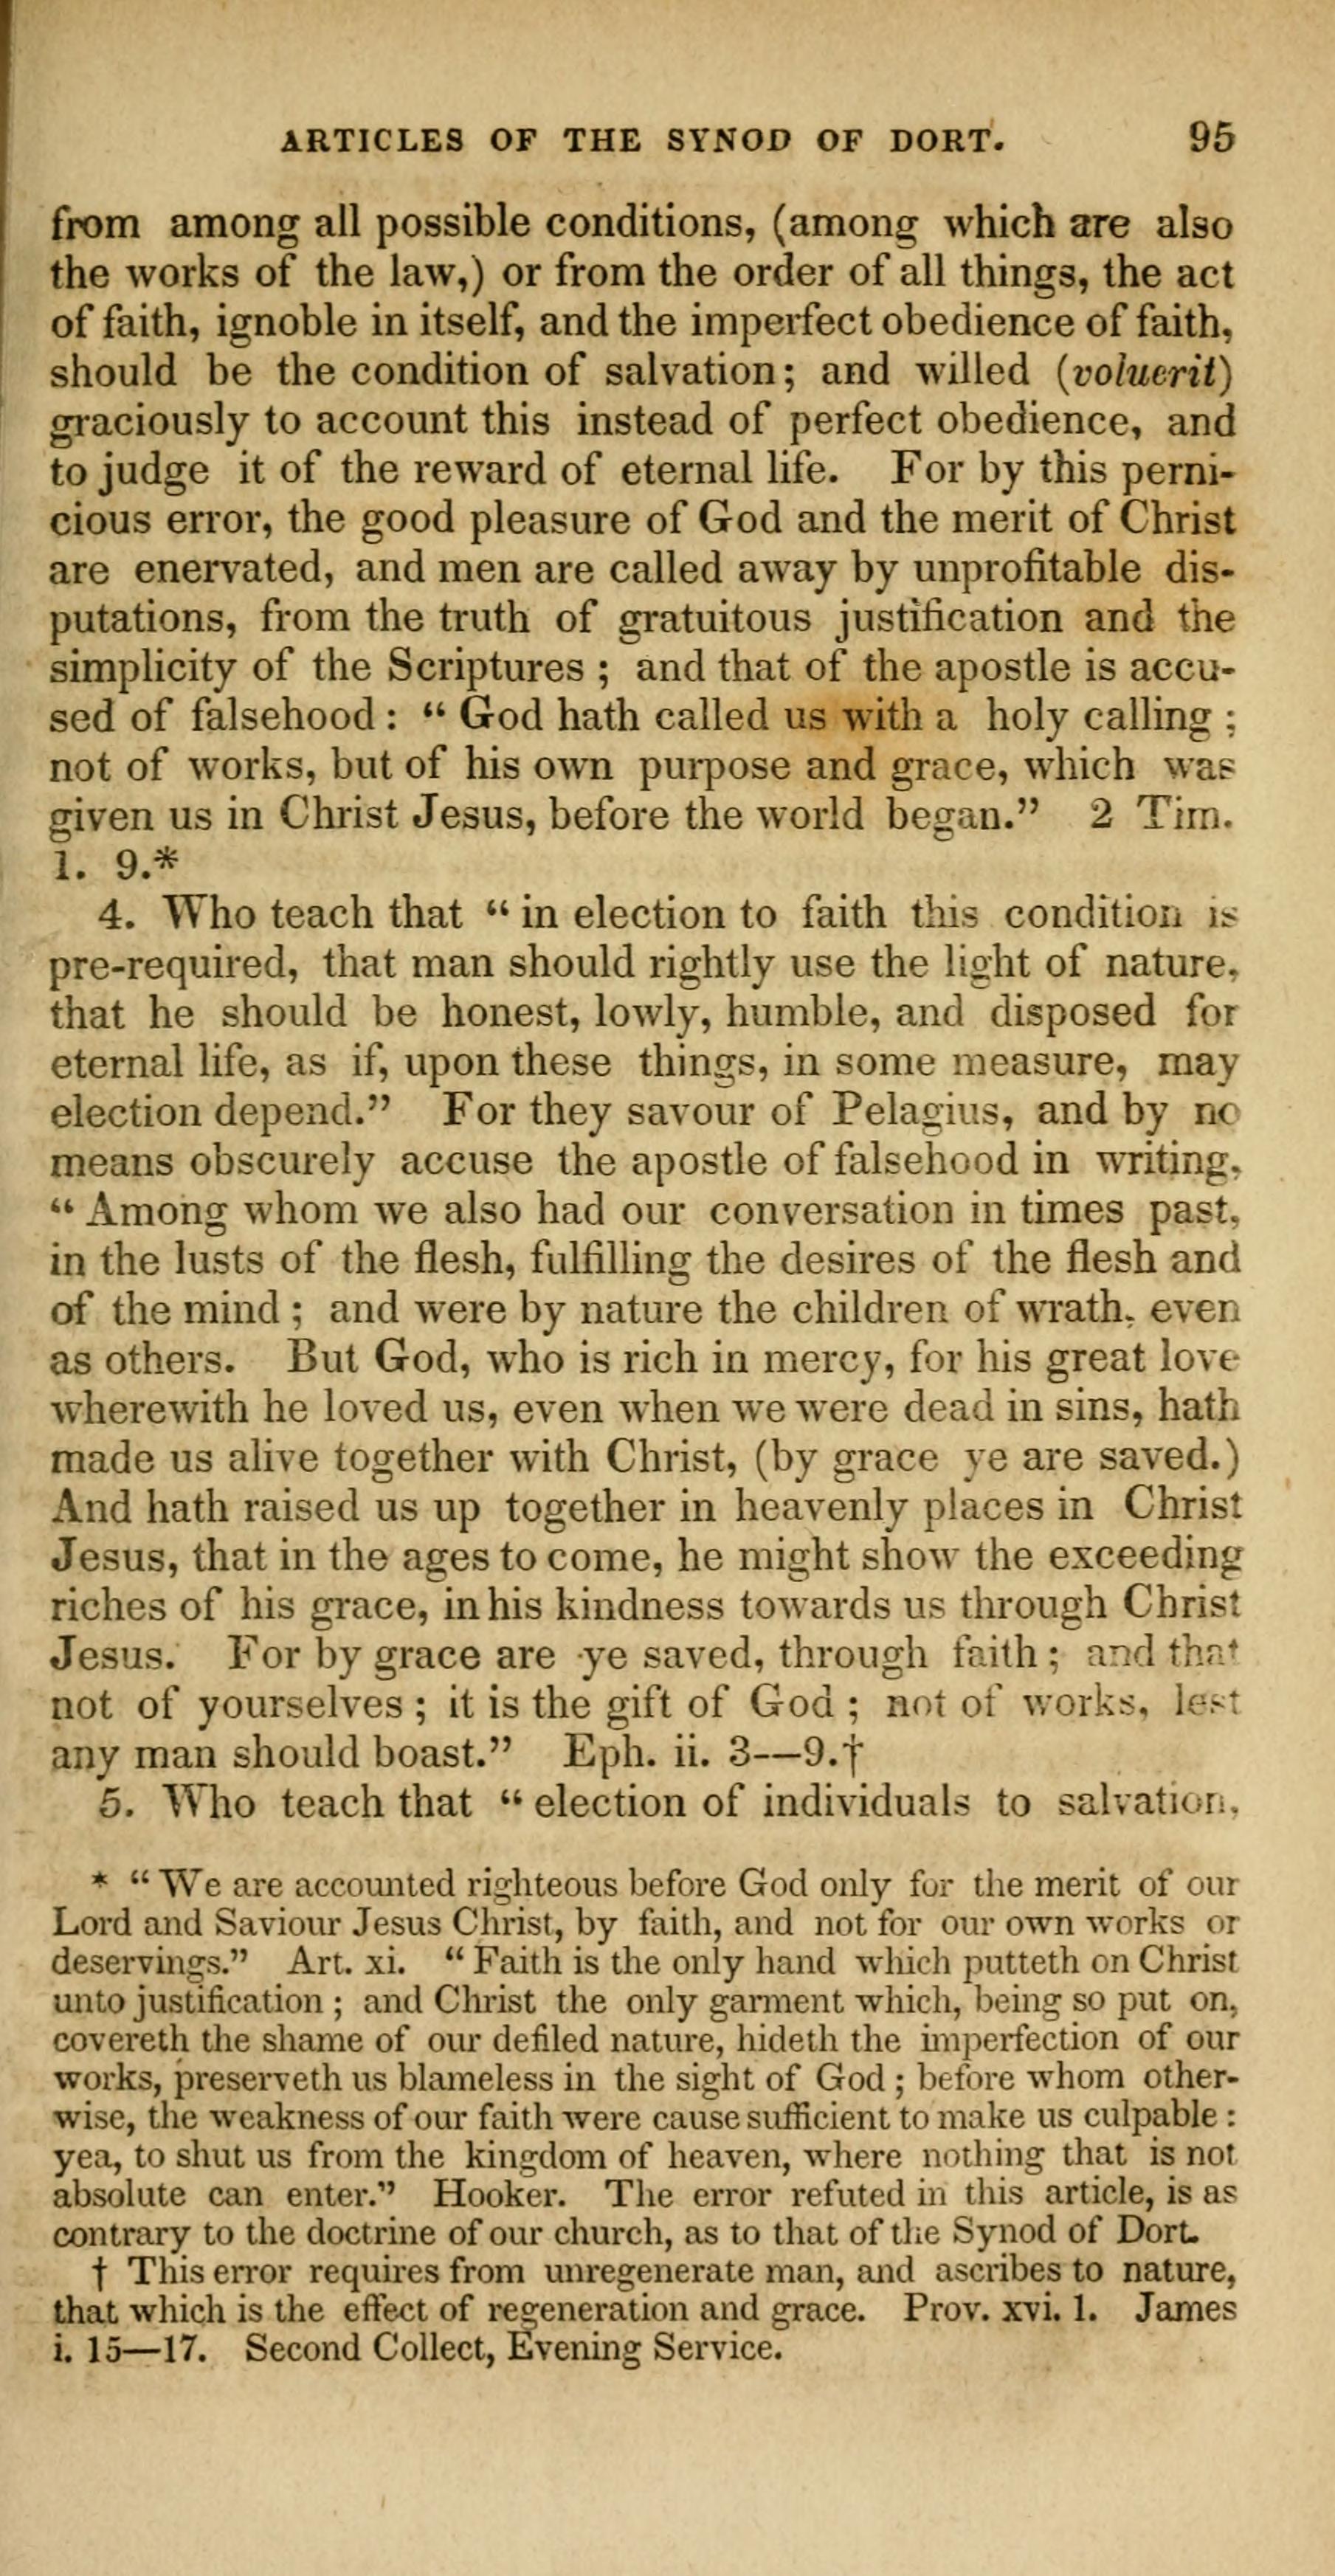 ARTICLES OF THE SYNOD OF DORT. 95
from among all possible conditions, (among which are also
the works of the law,) or from the order of all things, the act
of faith, ignoble in itself, and the imperfect obedience of faith,
should be the condition of salvation; and willed (voluerit)
graciously to account this instead of perfect obedience, and
to judge it of the reward of eternal life. For by this perni-
cious error, the good pleasure of God and the merit of Christ
are enervated, and men are called away by unprofitable dis-
putations, from the truth of gratuitous justification and the
simplicity of the Scriptures ; and that of the apostle is accu-
sed of falsehood : " God hath called us with a holy calling ;
not of works, but of his own purpose and grace, which was
given us in Christ Jesus, before the world began." 2 Tim.
1. 9.*
4. Who teach that " in election to faith this condition is
pre-required, that man should rightly use the light of nature,
that he should be honest, lowly, humble, and disposed for
eternal life, as if, upon these things, in some measure, may
election depend." For they savour of Pelagius, and by no
means obscurely accuse the apostle of falsehood in writing,
" Among whom we also had our conversation in times past,
in the lusts of the flesh, fulfilling the desires of the flesh and
of the mind ; and were by nature the children of wrath, even
as others. But God, who is rich in mercy, for his great love
wherewith he loved us, even when we were dead in sins, hath
made us alive together with Christ, (by grace ye are saved.)
And hath raised us up together in heavenly places in Christ
Jesus, that in the ages to come, he might show the exceeding
riches of his grace, in his kindness towards us through Christ
Jesus. For by grace are ye saved, through faith ; and that
not of yourselves ; it is the gift of God ; not of works, lest
any man should boast." Eph. ii. 3—9.†
5. Who teach that " election of individuals to salvation,
* " We are accounted righteous before God only for the merit of our
Lord and Saviour Jesus Christ, by faith, and not for our own works or
deservings." Art. xi. " Faith is the only hand which putteth on Christ
unto justification ; and Christ the only garment which, being so put on,
covereth the shame of our defiled nature, hideth the imperfection of our
works, preserveth us blameless in the sight of God ; before whom other-
wise, the weakness of our faith were cause sufficient to make us culpable :
yea, to shut us from the kingdom of heaven, where nothing that is not
absolute can enter." Hooker. The error refuted in this article, is as
contrary to the doctrine of our church, as to that of the Synod of Dort.
† This error requires from unregenerate man, and ascribes to nature,
that which is the effect of regeneration and grace. Prov. xvi. 1. James
i. 15—17. Second Collect, Evening Service.